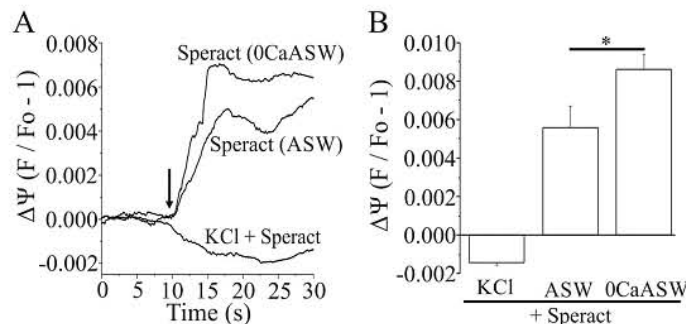 A
ΔΨ (F / Fo - 1)
0.008
0.006
0.004
0.002
0.000
-0.002
Speract (0CaASW)
Speract (ASW)
KCl + Speract
0 5 10 15 20 25 30
Time (s)
B
ΔΨ (F / Fo - 1)
0.010
0.008
0.006
0.004
0.002
0.000
-0.002
*
KCl ASW 0CaASW
+ Speract